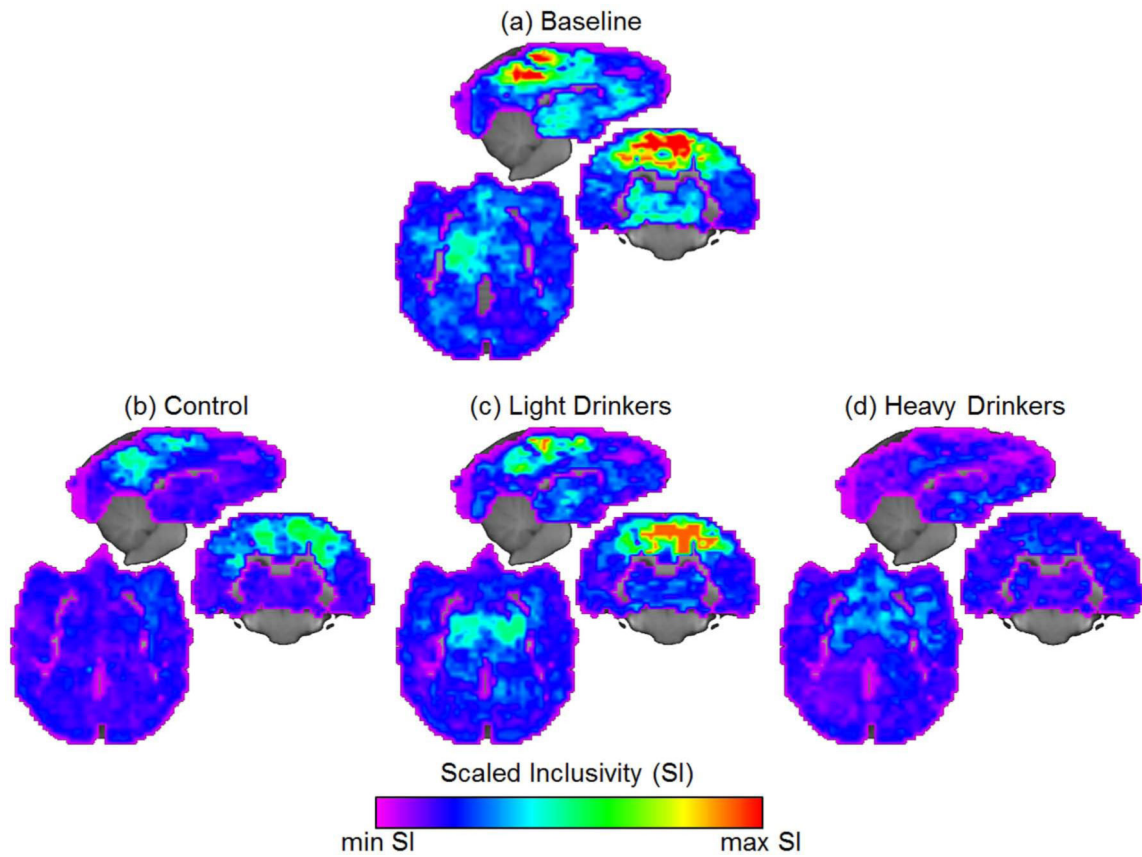 (a) Baseline
(b) Control
(c) Light Drinkers
(d) Heavy Drinkers
Scaled Inclusivity (SI)
min SI
max SI